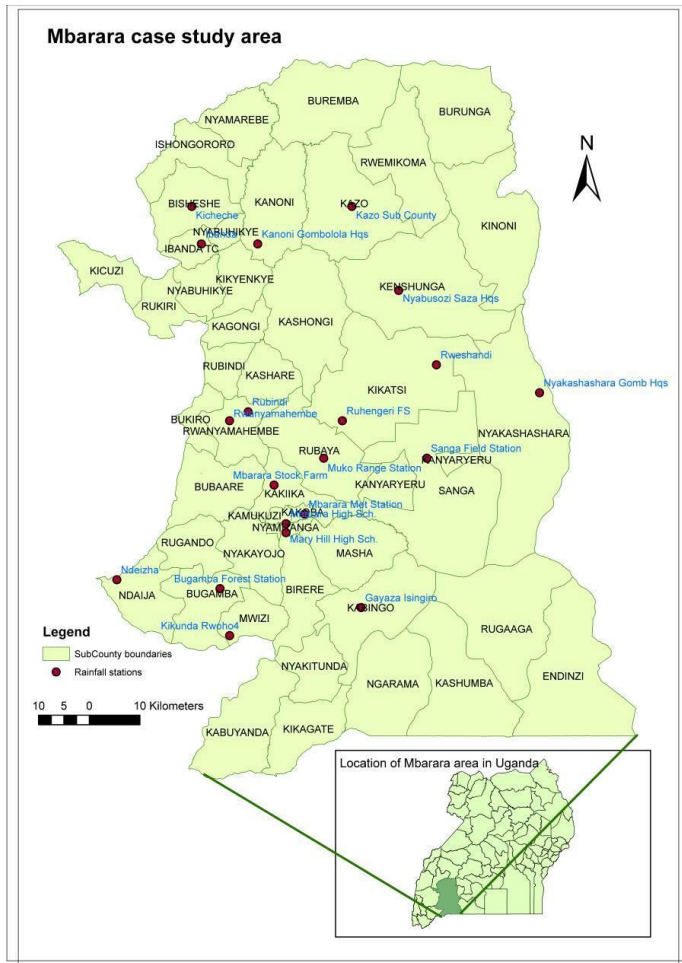 Mbarara case study area
BUREMBA
NYAMAREBE
BURUNGA
N
ISHONGORORO
RWEMIKOMA
BISHESHE
KANONI
KAZO
Kicheche
Kazo Sub County
KINONI
NYABUHIKYE
Ibanda
Kanoni Gombolola Hqs
IBANDA TC
KICUZI
KIKYENKYE
NYABUHIKYE
KENSHUNGA
Nyabusozi Saza Hqs
RUKIRI
KAGONGI
KASHONGI
RUBINDI
KASHARE
Rweshandi
KIKATSI
Nyakashashara Gomb Hqs
Rubindi
BUKIRO
Rwanyamahembe
Ruhengeri FS
RWANYAMAHEMBE
NYAKASHASHARA
RUBAYA
Sanga Field Station
KANYARYERU
Muko Range Station
Mbarara Stock Farm
BUBAARE
KAKIIKA
KANYARYERU
SANGA
Mbarara Met Station
KAMUKUZI
KAKOBA
Mbarara High Sch.
NYAMITANGA
RUGANDO
Mary Hill High Sch.
NYAKAYOJO
MASHA
Ndeizha
Bugamba Forest Station
NDAIJA
BUGAMBA
BIRERE
Gayaza Isingiro
KABINGO
MWIZI
Kikunda Rwoho4
RUGAAGA
Legend
SubCounty boundaries
Rainfall stations
NYAKITUNDA
NGARAMA
KASHUMBA
ENDINZI
10 5 0 10 Kilometers
KABUYANDA
KIKAGATE
Location of Mbarara area in Uganda